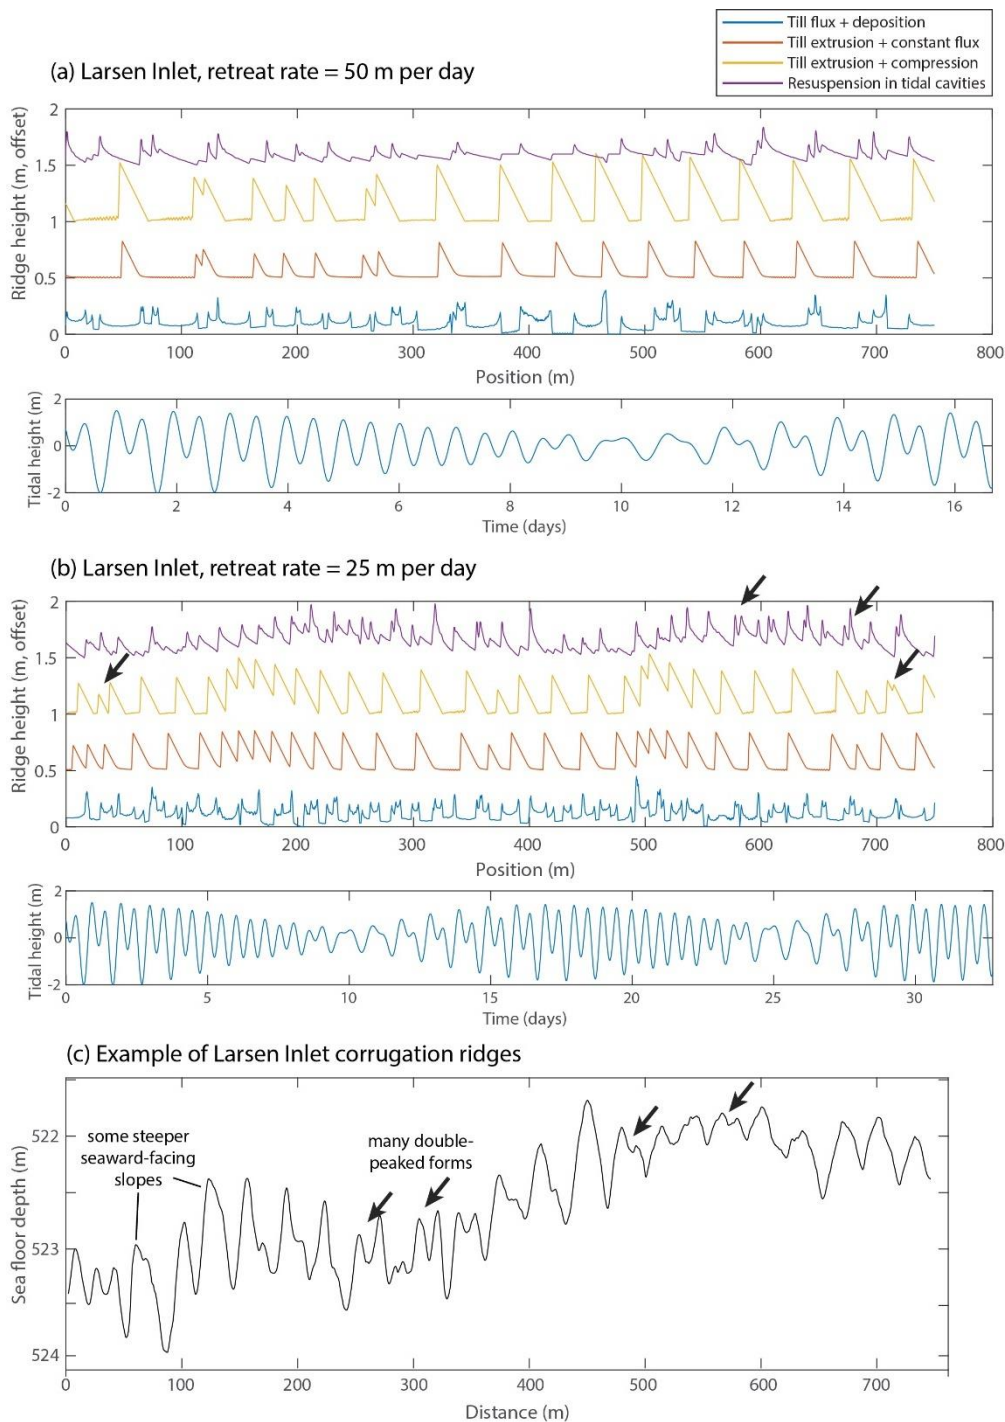 Till flux + deposition
Till extrusion + constant flux
Till extrusion + compression
Resuspension in tidal cavities
(a) Larsen Inlet, retreat rate = 50 m per day
Ridge height (m, offset)
2
1.5
1
0.5
0
0 100 200 300 400 500 600 700 800
Position (m)
Tidal height (m)
2
0
-2
0 2 4 6 8 10 12 14 16
Time (days)
(b) Larsen Inlet, retreat rate = 25 m per day
Ridge height (m, offset)
2
1.5
1
0.5
0
0 100 200 300 400 500 600 700 800
Position (m)
Tidal height (m)
2
0
-2
0 5 10 15 20 25 30
Time (days)
(c) Example of Larsen Inlet corrugation ridges
some steeper
seaward-facing
slopes
many double-
peaked forms
Sea floor depth (m)
522
523
524
0 100 200 300 400 500 600 700
Distance (m)